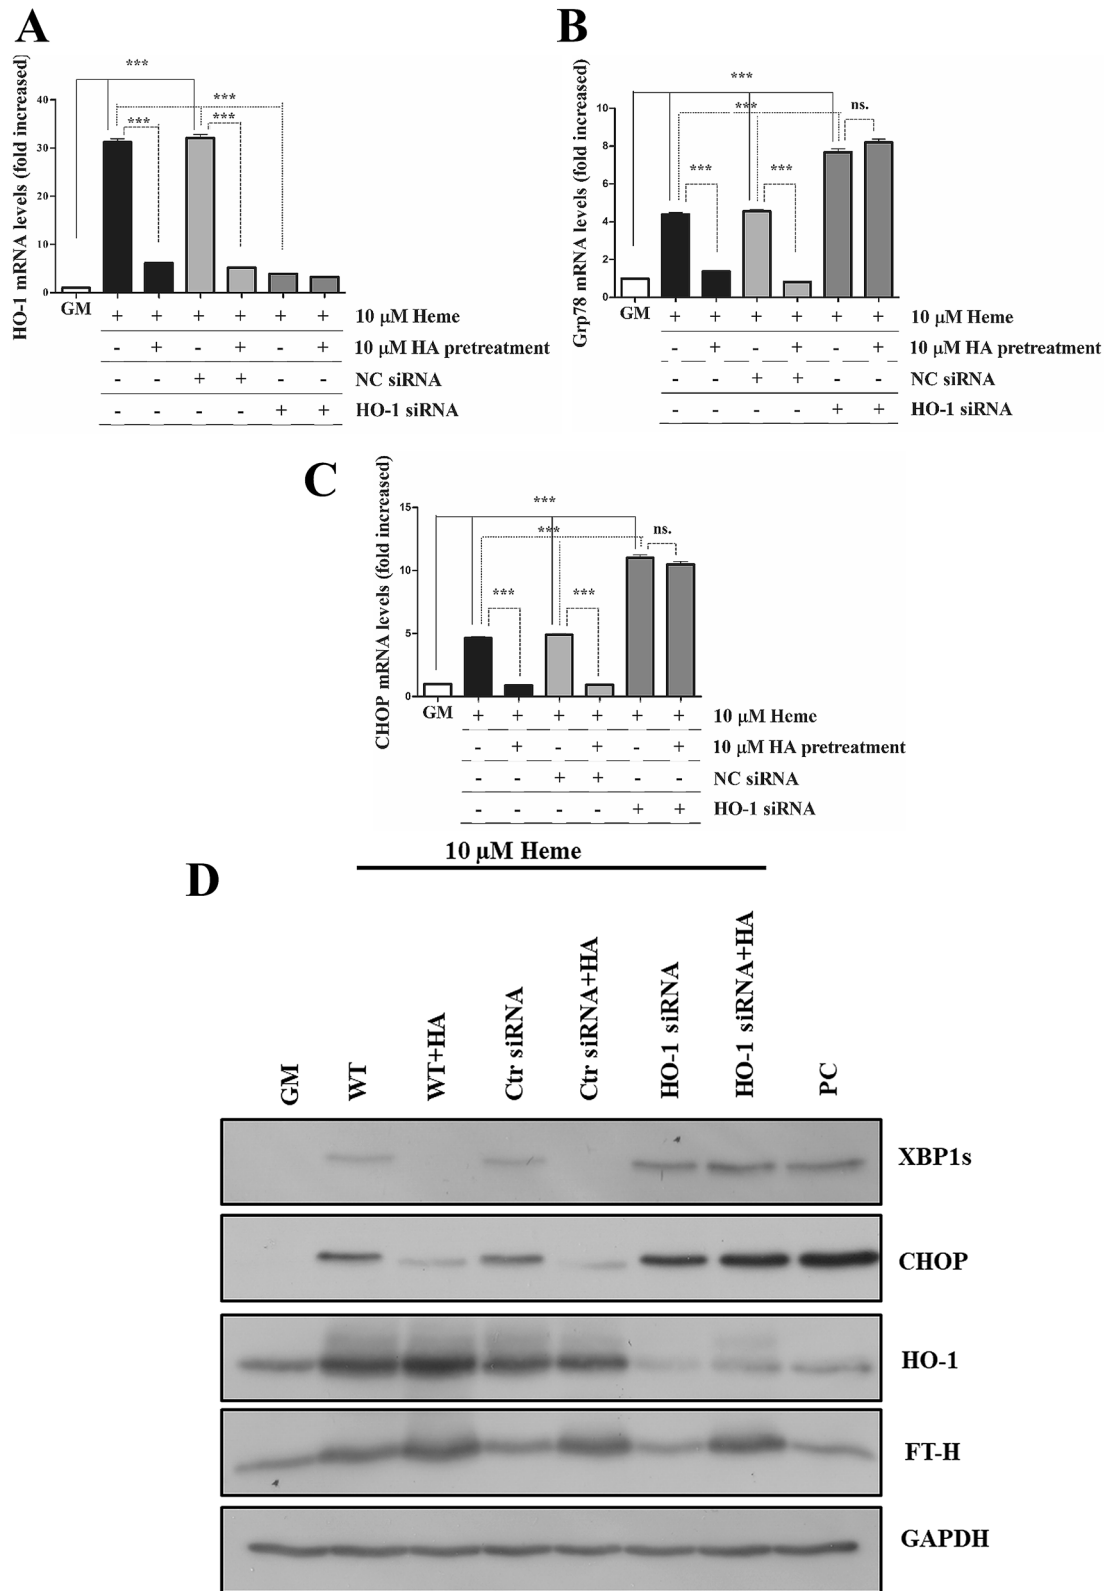 A
HO-1 mRNA levels (fold increased)
40
30
20
10
0
***
***
***
***
GM
+ + + + + + 10 µM Heme
- + - + - + 10 µM HA pretreatment
- - + + - - NC siRNA
- - - - + + HO-1 siRNA
B
Grp78 mRNA levels (fold increased)
10
8
6
4
2
0
***
***
ns.
***
***
GM
+ + + + + + 10 µM Heme
- + - + - + 10 µM HA pretreatment
- - + + - - NC siRNA
- - - - + + HO-1 siRNA
C
CHOP mRNA levels (fold increased)
15
10
5
0
***
***
ns.
***
***
GM
+ + + + + + 10 µM Heme
- + - + - + 10 µM HA pretreatment
- - + + - - NC siRNA
- - - - + + HO-1 siRNA
D
10 µM Heme
GM
WT
WT+HA
Ctr siRNA
Ctr siRNA+HA
HO-1 siRNA
HO-1 siRNA+HA
PC
XBP1s
CHOP
HO-1
FT-H
GAPDH